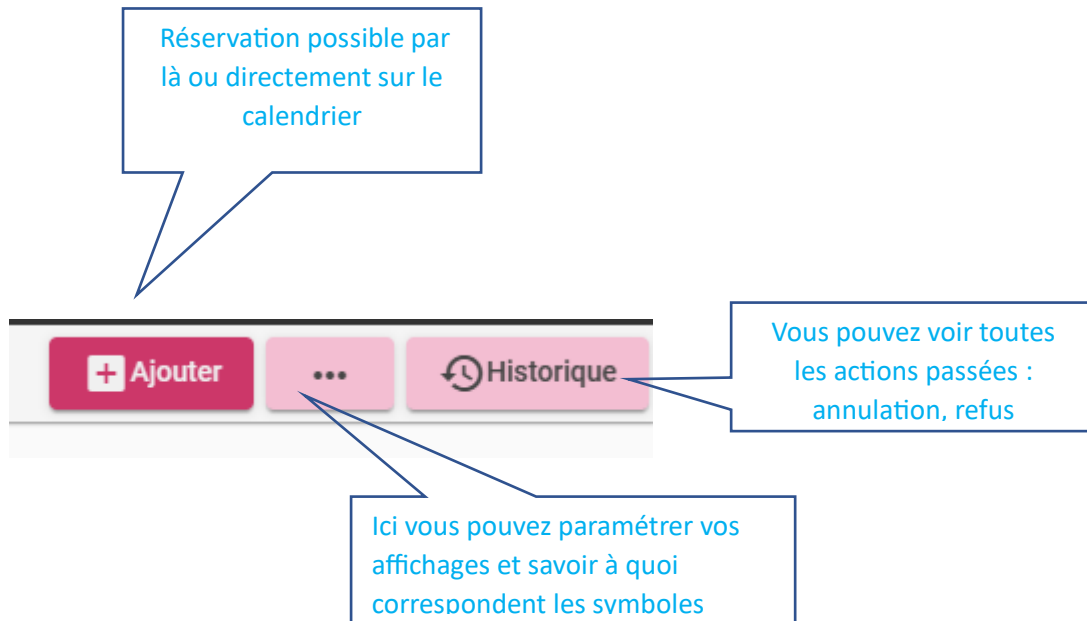 Réservation possible par
là ou directement sur le
calendrier
Ajouter
...
Historique
Vous pouvez voir toutes
les actions passées :
annulation, refus
Ici vous pouvez paramétrer vos
affichages et savoir à quoi
correspondent les symboles